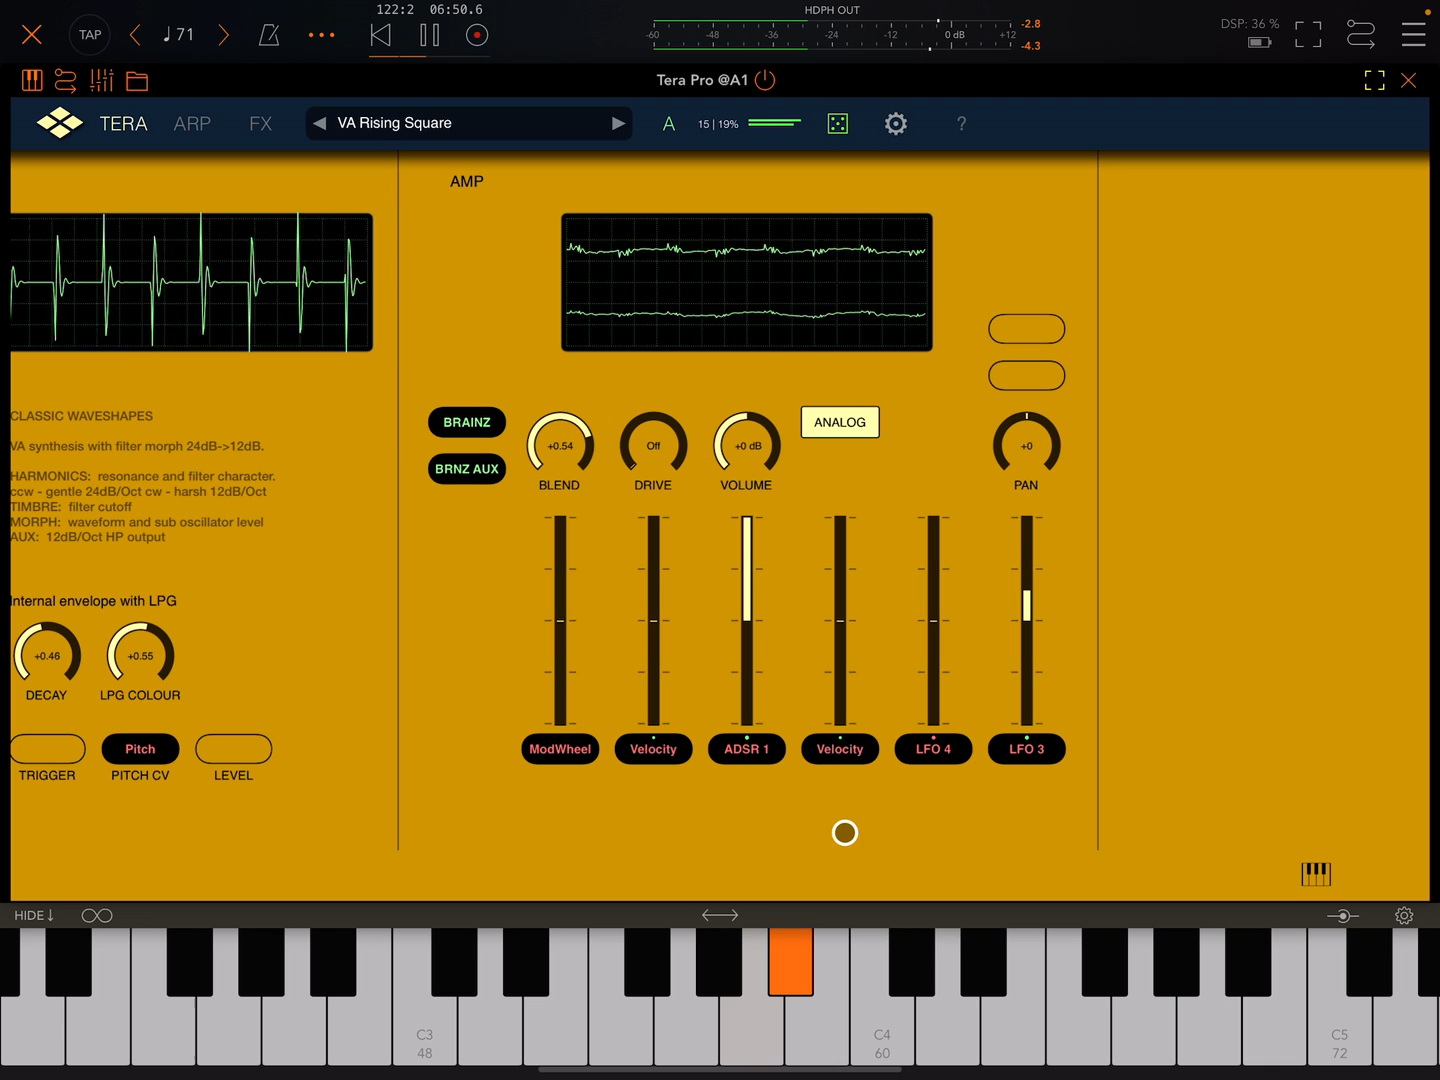 122:2 06:50.6
HDPH OUT
TAP
♩71
-60 -48 -36 -24 -12 0 dB +12
-2.8
-4.3
DSP: 36 %
Tera Pro @A1
TERA ARP FX
VA Rising Square
A
15 | 19%
?
AMP
CLASSIC WAVESHAPES
VA synthesis with filter morph 24dB->12dB.
HARMONICS: resonance and filter character.
ccw - gentle 24dB/Oct cw - harsh 12dB/Oct
TIMBRE: filter cutoff
MORPH: waveform and sub oscillator level
AUX: 12dB/Oct HP output
Internal envelope with LPG
+0.46 +0.55
DECAY LPG COLOUR
Pitch
TRIGGER PITCH CV LEVEL
BRAINZ
BRNZ AUX
+0.54 Off +0 dB
ANALOG
+0
BLEND DRIVE VOLUME PAN
ModWheel Velocity ADSR 1 Velocity LFO 4 LFO 3
HIDE↓
C3
48
C4
60
C5
72